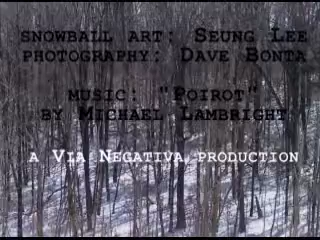 Snowball art: Seung Lee
photography: Dave Bonta
music: "Poirot"
by Michael Lambright
a Via Negativa production